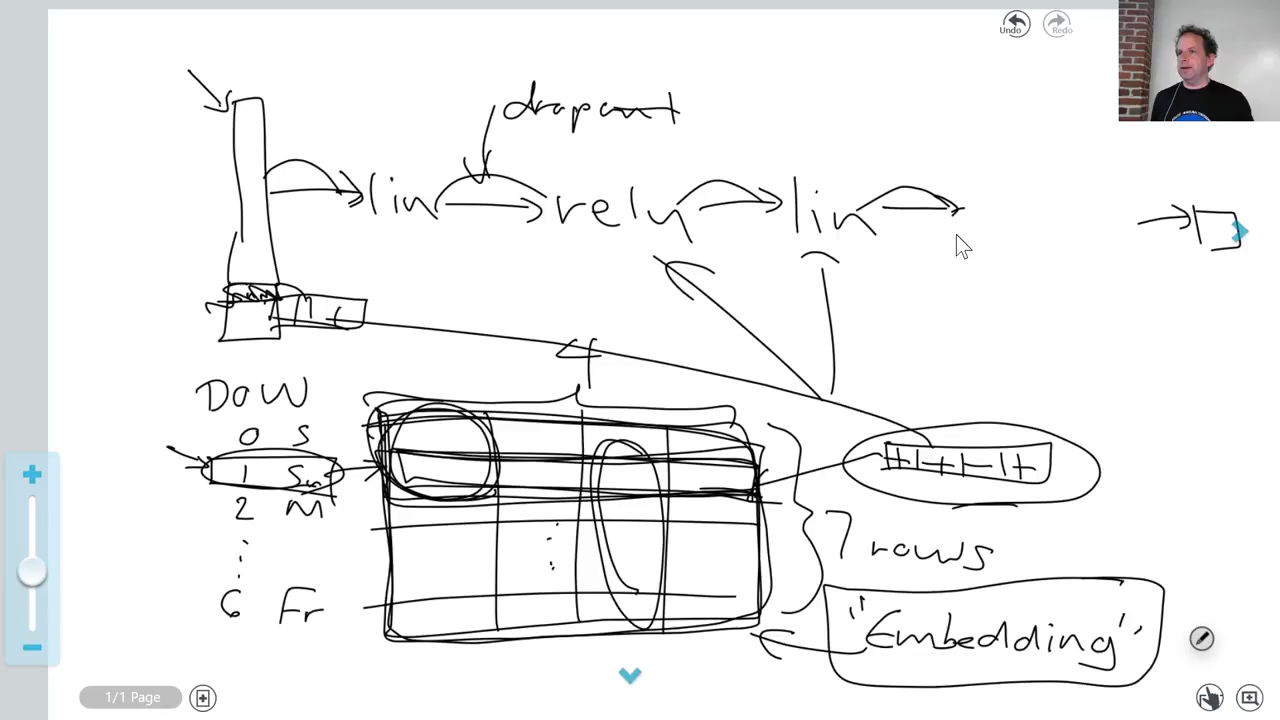 Undo Redo
dropout
lin relu lin
4
DOW
0 S
1 Su
2 M
6 Fr
7 rows
"Embedding"
1/1 Page